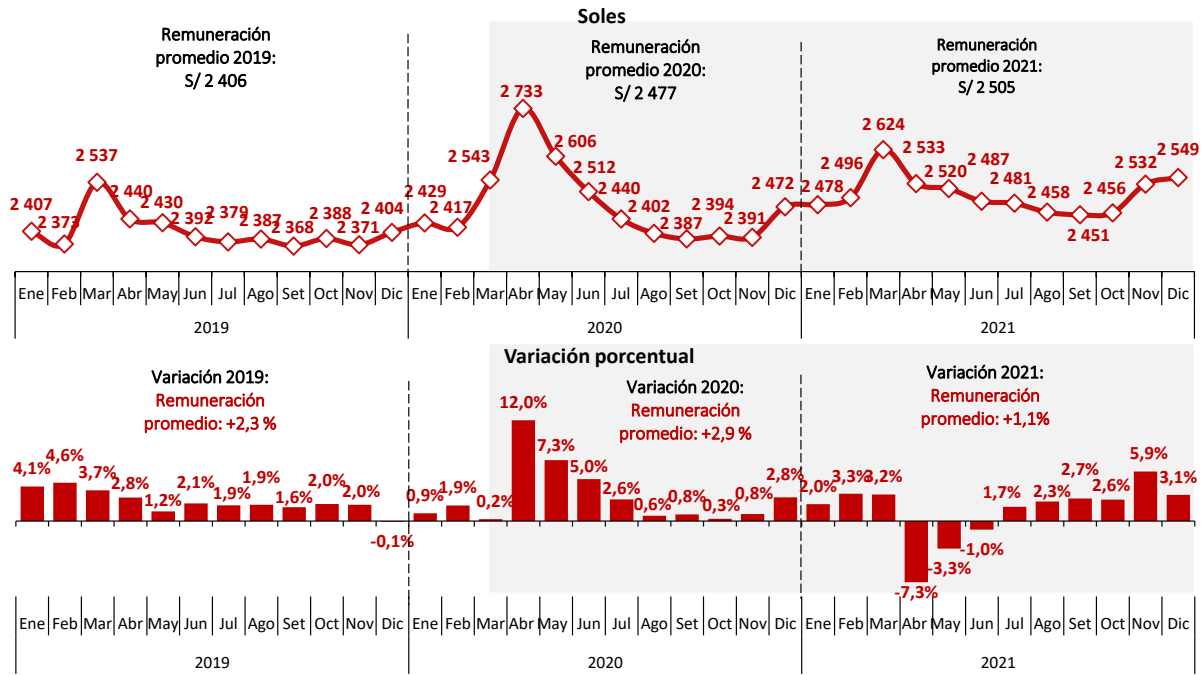 Soles
Remuneración
promedio 2019:
S/ 2 406
Remuneración
promedio 2020:
S/ 2 477
Remuneración
promedio 2021:
S/ 2 505
2 407 2 373 2 537 2 440 2 430 2 392 2 379 2 387 2 368 2 388 2 371 2 404 2 429 2 417 2 543 2 733 2 606 2 512 2 440 2 402 2 387 2 394 2 391 2 472 2 478 2 496 2 624 2 533 2 520 2 487 2 481 2 458 2 451 2 456 2 532 2 549
Ene Feb Mar Abr May Jun Jul Ago Set Oct Nov Dic Ene Feb Mar Abr May Jun Jul Ago Set Oct Nov Dic Ene Feb Mar Abr May Jun Jul Ago Set Oct Nov Dic
2019 2020 2021
Variación porcentual
Variación 2019:
Remuneración
promedio: +2,3 %
Variación 2020:
Remuneración
promedio: +2,9 %
Variación 2021:
Remuneración
promedio: +1,1%
4,1% 4,6% 3,7% 2,8% 1,2% 2,1% 1,9% 1,9% 1,6% 2,0% 2,0% -0,1% 0,9% 1,9% 0,2% 12,0% 7,3% 5,0% 2,6% 0,6% 0,8% 0,3% 0,8% 2,8% 2,0% 3,3% 3,2% -7,3% -3,3% -1,0% 1,7% 2,3% 2,7% 2,6% 5,9% 3,1%
Ene Feb Mar Abr May Jun Jul Ago Set Oct Nov Dic Ene Feb Mar Abr May Jun Jul Ago Set Oct Nov Dic Ene Feb Mar Abr May Jun Jul Ago Set Oct Nov Dic
2019 2020 2021